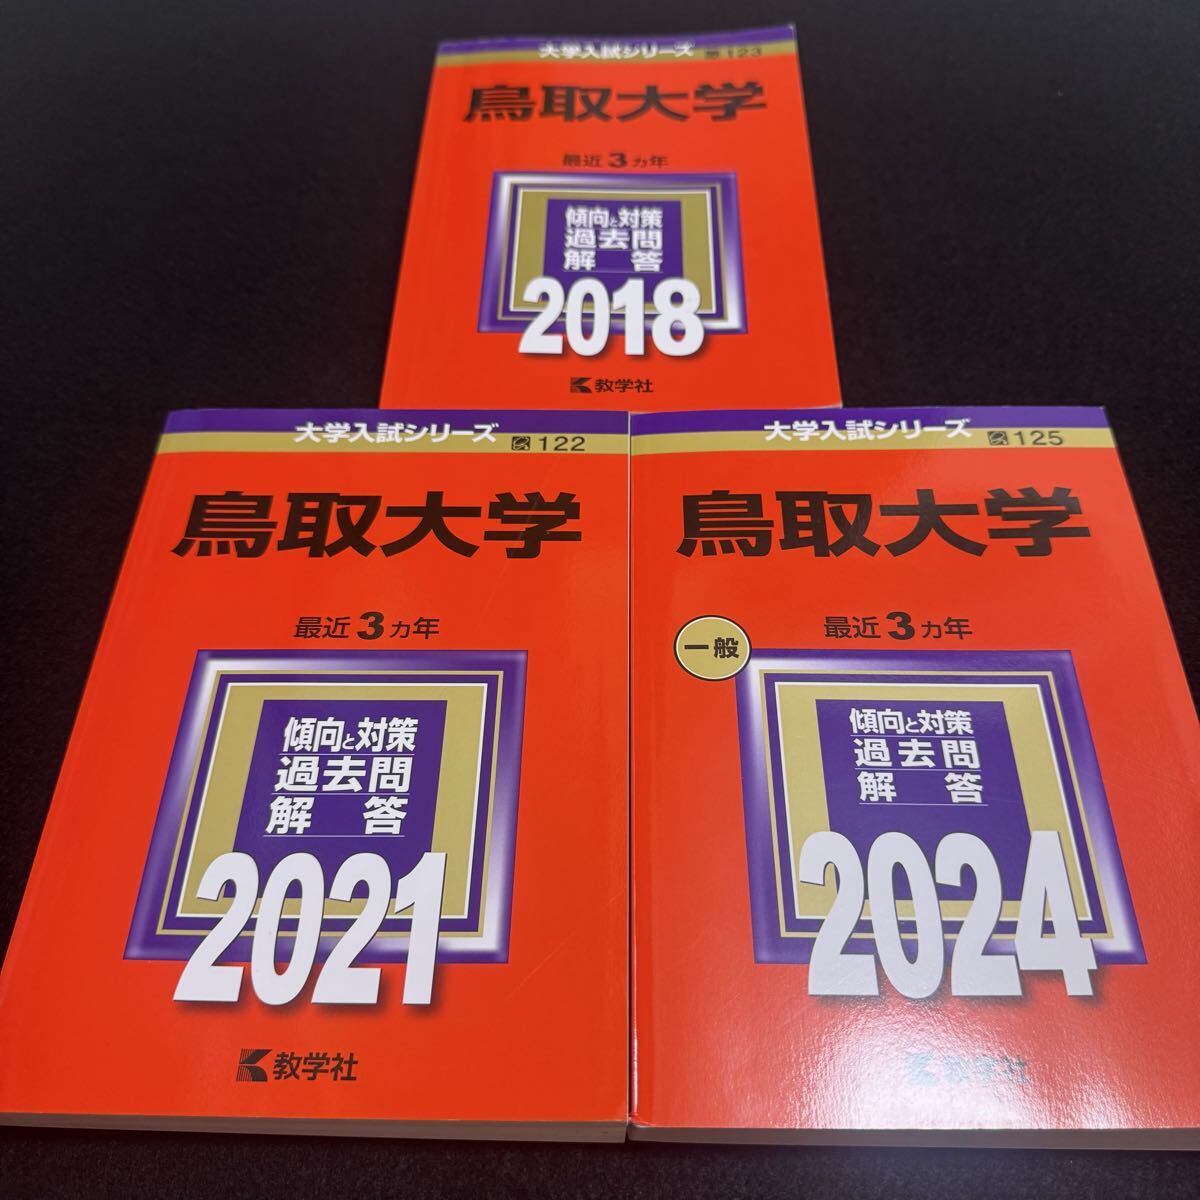 大学入試シリーズ 123
鳥取大学
最近3カ年
傾向と対策
過去問
解答
2018
教学社
大学入試シリーズ 122
鳥取大学
最近3カ年
傾向と対策
過去問
解答
2021
教学社
大学入試シリーズ 125
鳥取大学
一般
最近3カ年
傾向と対策
過去問
解答
2024
教学社